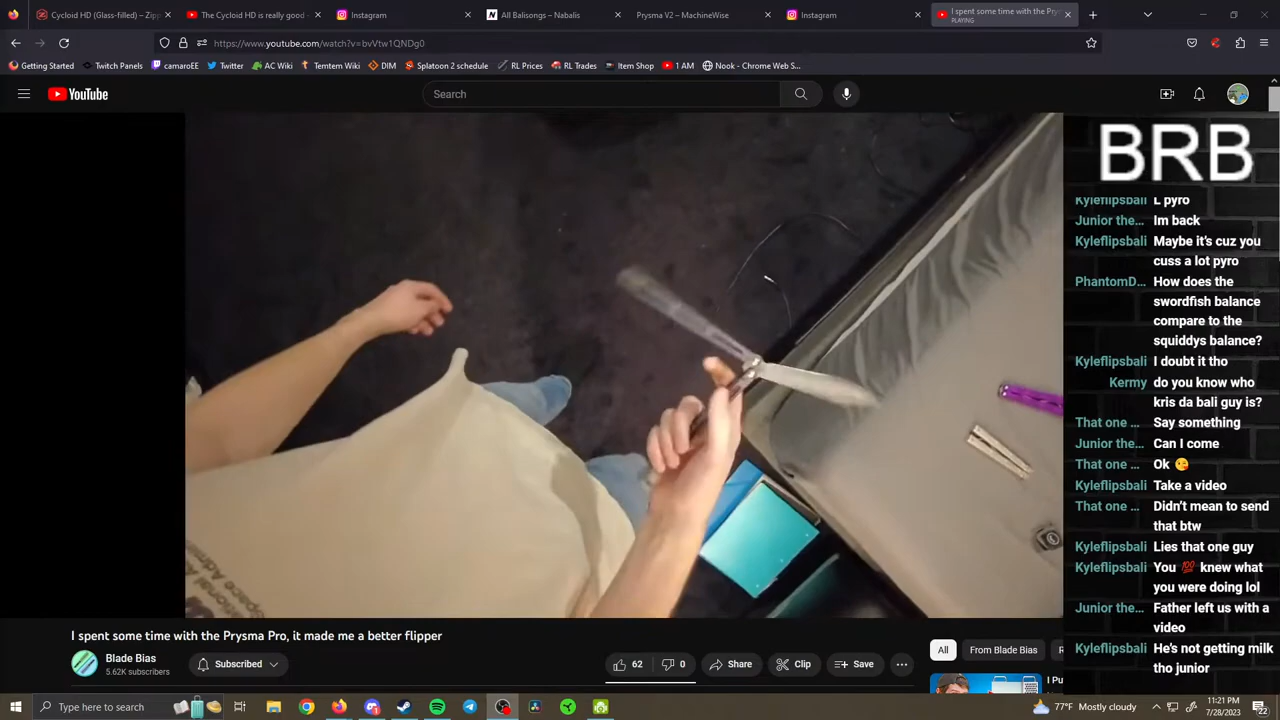 Cycloid HD (Glass-filled) – Zipp
The Cycloid HD is really good -
Instagram
All Balisongs – Nabalis
Prysma V2 – MachineWise
Instagram
I spent some time with the Pry
PLAYING
https://www.youtube.com/watch?v=bvVtw1QNDg0
Getting Started
Twitch Panels
camaroEE
Twitter
AC Wiki
Temtem Wiki
DIM
Splatoon 2 schedule
RL Prices
RL Trades
Item Shop
1 AM
Nook - Chrome Web S...
YouTube
Search
BRB
Kyleflipsbali L pyro
Junior the... Im back
Kyleflipsbali Maybe it's cuz you
cuss a lot pyro
PhantomD... How does the
swordfish balance
compare to the
squiddys balance?
Kyleflipsbali I doubt it tho
Kermy do you know who
kris da bali guy is?
That one ... Say something
Junior the... Can I come
That one ... Ok 😘
Kyleflipsbali Take a video
That one ... Didn't mean to send
that btw
Kyleflipsbali Lies that one guy
Kyleflipsbali You 💯 knew what
you were doing lol
Junior the... Father left us with a
video
Kyleflipsbali He's not getting milk
tho junior
I spent some time with the Prysma Pro, it made me a better flipper
Blade Bias
5.62K subscribers
Subscribed
62
0
Share
Clip
Save
All
From Blade Bias
I Pu
Type here to search
77°F Mostly cloudy
11:21 PM
7/28/2023
22